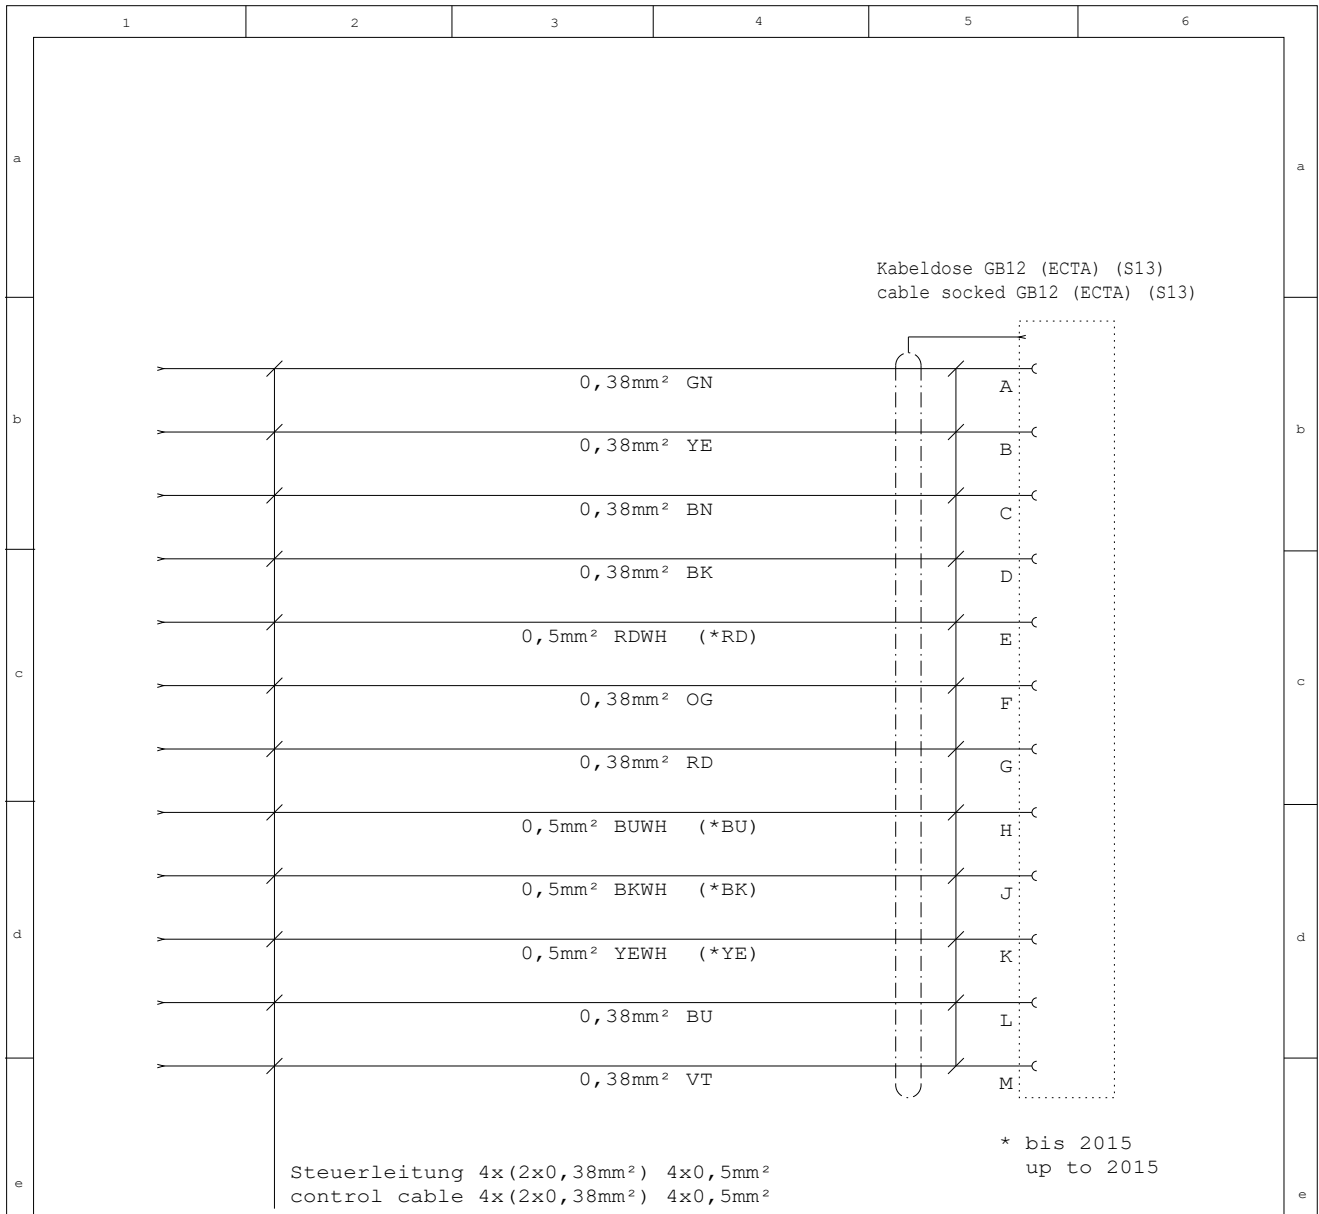 1 2 3 4 5 6
a a
Kabeldose GB12 (ECTA) (S13)
cable socked GB12 (ECTA) (S13)
0,38mm² GN A
b b
0,38mm² YE B
0,38mm² BN C
0,38mm² BK D
0,5mm² RDWH (*RD) E
c c
0,38mm² OG F
0,38mm² RD G
0,5mm² BUWH (*BU) H
0,5mm² BKWH (*BK) J
d d
0,5mm² YEWH (*YE) K
0,38mm² BU L
0,38mm² VT M
* bis 2015
up to 2015
Steuerleitung 4x(2x0,38mm²) 4x0,5mm²
control cable 4x(2x0,38mm²) 4x0,5mm²
e e